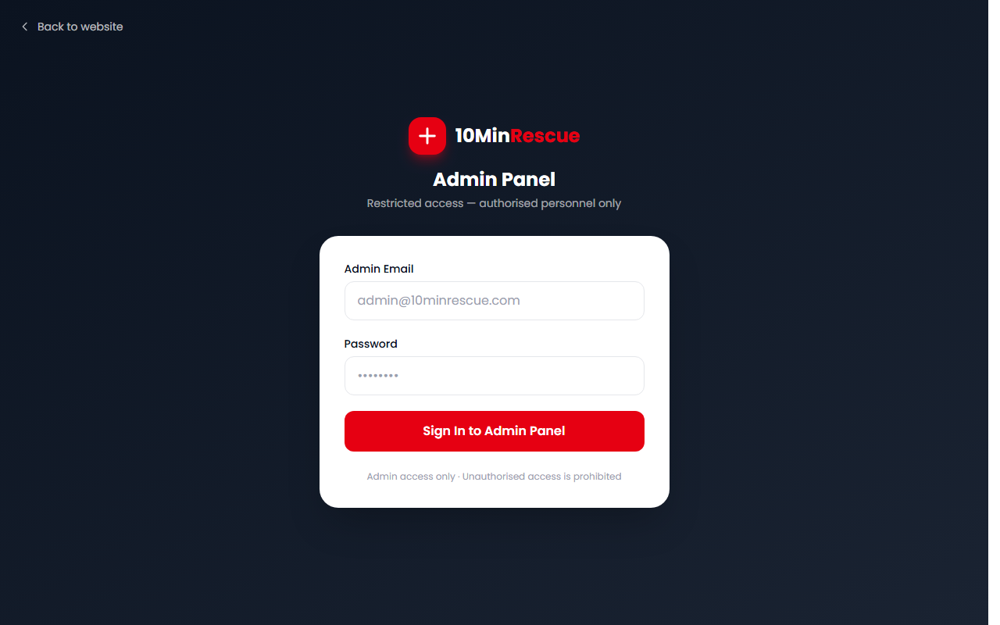 Back to website
10MinRescue
Admin Panel
Restricted access — authorised personnel only
Admin Email
admin@10minrescue.com
Password
••••••••
Sign In to Admin Panel
Admin access only · Unauthorised access is prohibited